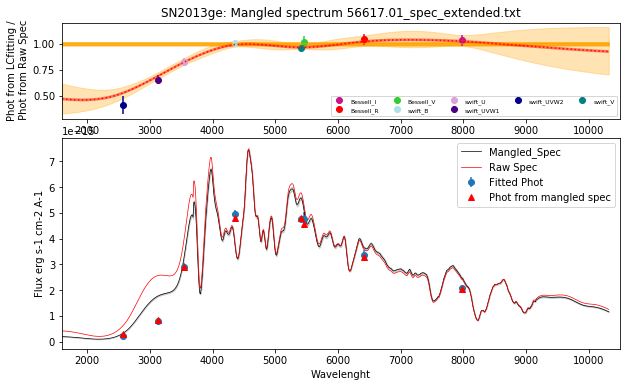 SN2013ge: Mangled spectrum 56617.01_spec_extended.txt
Phot from LCfitting /
Phot from Raw Spec
1.00
0.75
0.50
Bessell_I
Bessell_R
Bessell_V
swift_B
swift_U
swift_UVW1
swift_UVW2
swift_V
2000 3000 4000 5000 6000 7000 8000 9000 10000
1e−15
Flux erg s-1 cm-2 A-1
7
6
5
4
3
2
1
0
Mangled_Spec
Raw Spec
Fitted Phot
Phot from mangled spec
2000 3000 4000 5000 6000 7000 8000 9000 10000
Wavelenght